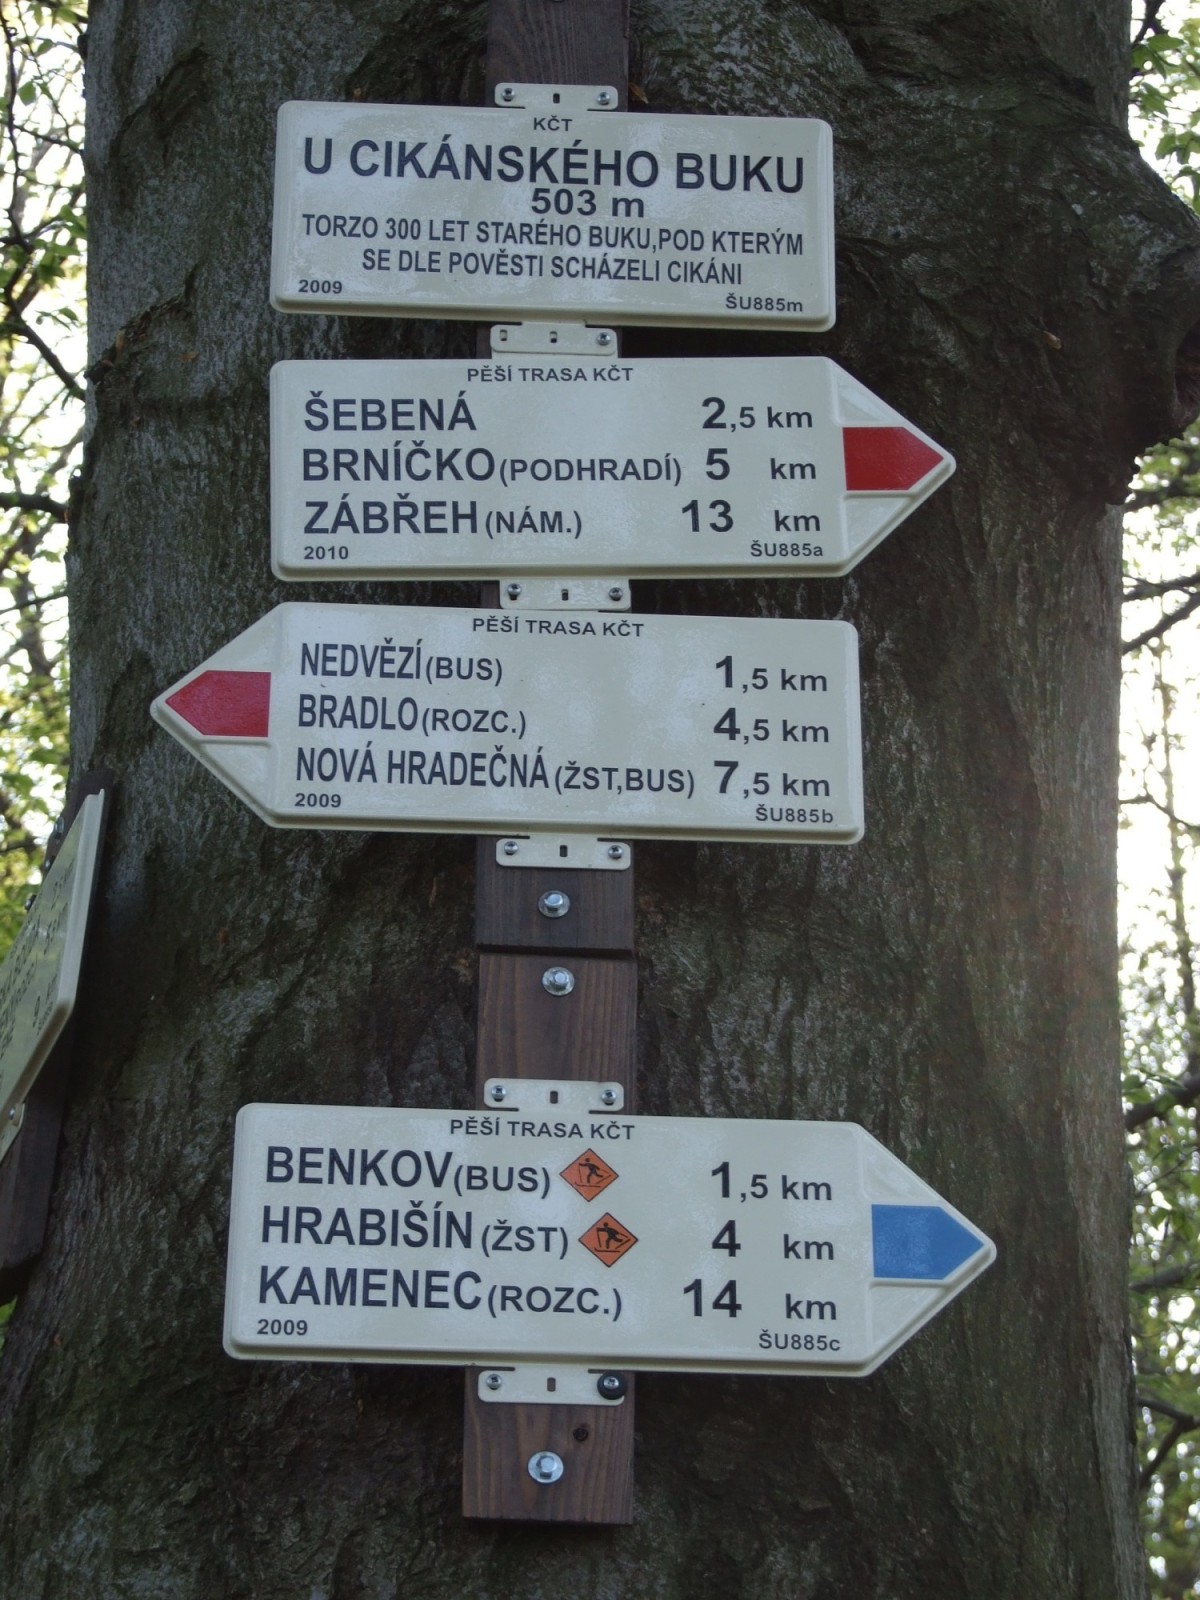 KČT
U CIKÁNSKÉHO BUKU
503 m
TORZO 300 LET STARÉHO BUKU,POD KTERÝM
SE DLE POVĚSTI SCHÁZELI CIKÁNI
2009 ŠU885m
PĚŠÍ TRASA KČT
ŠEBENÁ 2,5 km
BRNÍČKO(PODHRADÍ) 5 km
ZÁBŘEH(NÁM.) 13 km
2010 ŠU885a
PĚŠÍ TRASA KČT
NEDVĚZÍ(BUS) 1,5 km
BRADLO(ROZC.) 4,5 km
NOVÁ HRADEČNÁ(ŽST,BUS) 7,5 km
2009 ŠU885b
PĚŠÍ TRASA KČT
BENKOV(BUS) 1,5 km
HRABIŠÍN(ŽST) 4 km
KAMENEC(ROZC.) 14 km
2009 ŠU885c